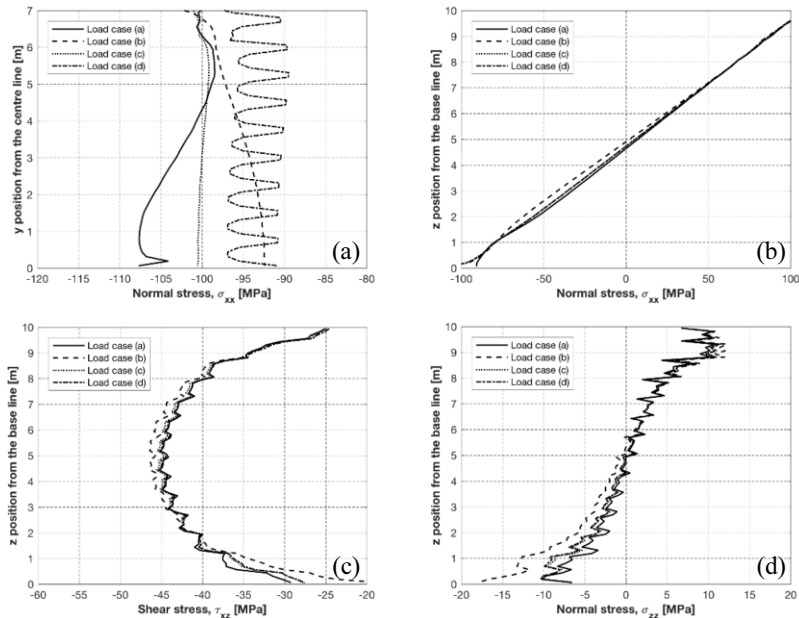 7
6
5
4
3
2
1
0
y position from the centre line [m]
Load case (a)
Load case (b)
Load case (c)
Load case (d)
-120 -115 -110 -105 -100 -95 -90 -85 -80
Normal stress, σxx [MPa]
(a)
10
9
8
7
6
5
4
3
2
1
0
z position from the base line [m]
Load case (a)
Load case (b)
Load case (c)
Load case (d)
-100 -50 0 50 100
Normal stress, σxx [MPa]
(b)
10
9
8
7
6
5
4
3
2
1
0
z position from the base line [m]
Load case (a)
Load case (b)
Load case (c)
Load case (d)
-60 -55 -50 -45 -40 -35 -30 -25 -20
Shear stress, τxz [MPa]
(c)
10
9
8
7
6
5
4
3
2
1
0
z position from the base line [m]
Load case (a)
Load case (b)
Load case (c)
Load case (d)
-20 -15 -10 -5 0 5 10 15 20
Normal stress, σzz [MPa]
(d)